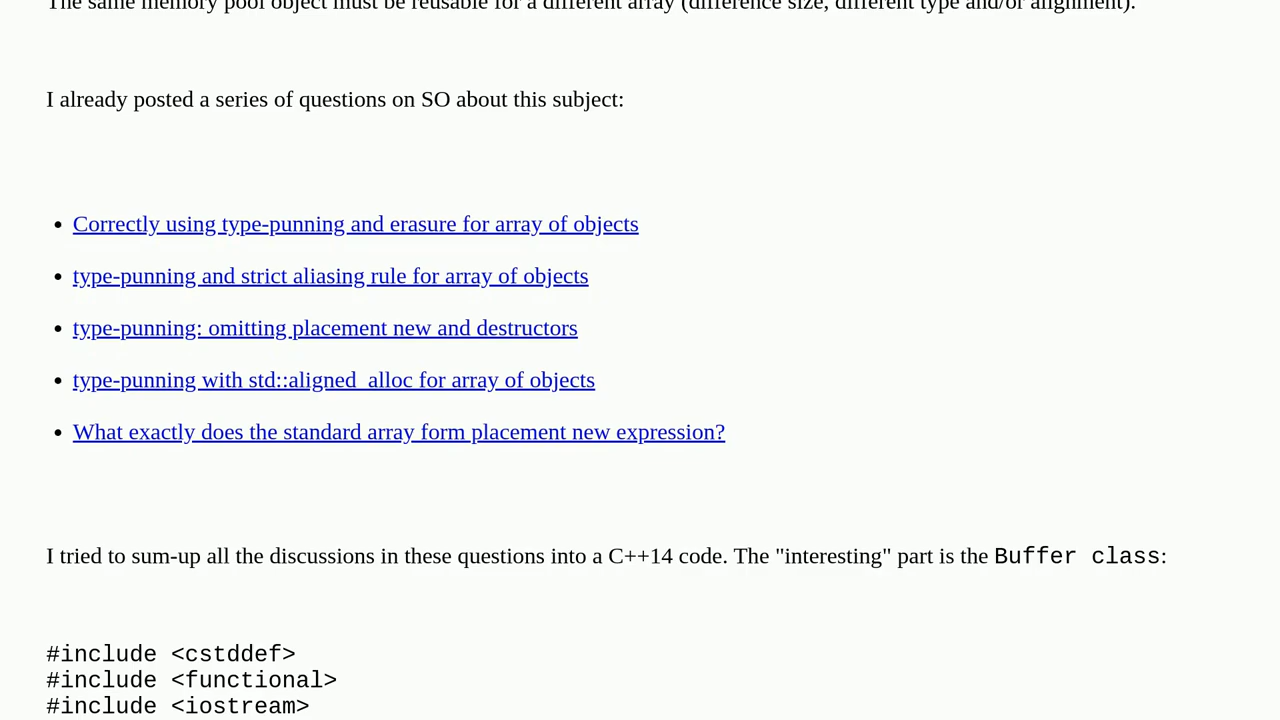 The same memory pool object must be reusable for a different array (difference size, different type and/or alignment).
I already posted a series of questions on SO about this subject:
• Correctly using type-punning and erasure for array of objects
• type-punning and strict aliasing rule for array of objects
• type-punning: omitting placement new and destructors
• type-punning with std::aligned_alloc for array of objects
• What exactly does the standard array form placement new expression?
I tried to sum-up all the discussions in these questions into a C++14 code. The "interesting" part is the Buffer class:
#include <cstddef>
#include <functional>
#include <iostream>